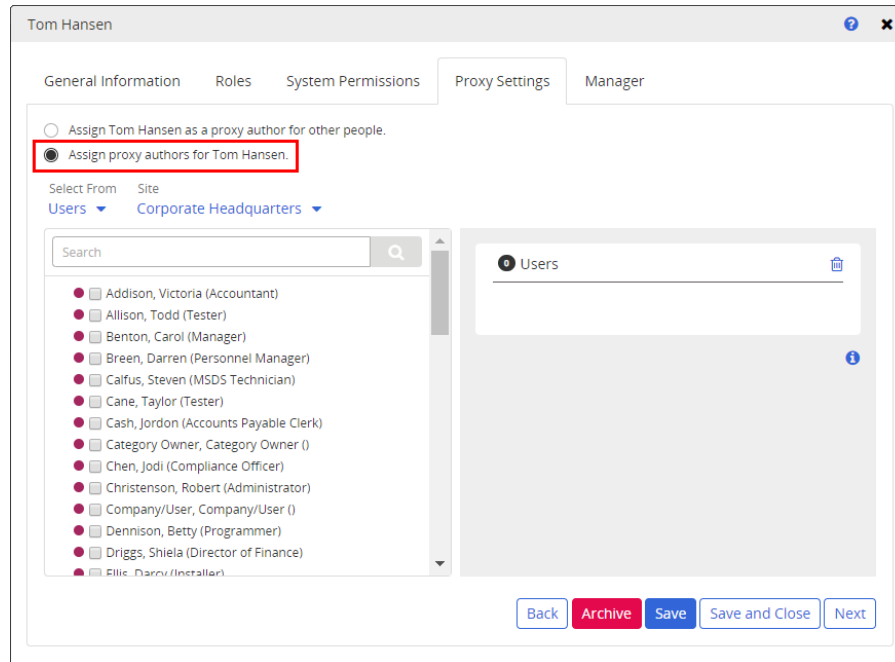 Tom Hansen
General Information Roles System Permissions Proxy Settings Manager
Assign Tom Hansen as a proxy author for other people.
Assign proxy authors for Tom Hansen.
Select From Site
Users Corporate Headquarters
Search
0 Users
Addison, Victoria (Accountant)
Allison, Todd (Tester)
Benton, Carol (Manager)
Breen, Darren (Personnel Manager)
Calfus, Steven (MSDS Technician)
Cane, Taylor (Tester)
Cash, Jordon (Accounts Payable Clerk)
Category Owner, Category Owner ()
Chen, Jodi (Compliance Officer)
Christenson, Robert (Administrator)
Company/User, Company/User ()
Dennison, Betty (Programmer)
Driggs, Shiela (Director of Finance)
Ellis, Darcy (Installer)
Back Archive Save Save and Close Next